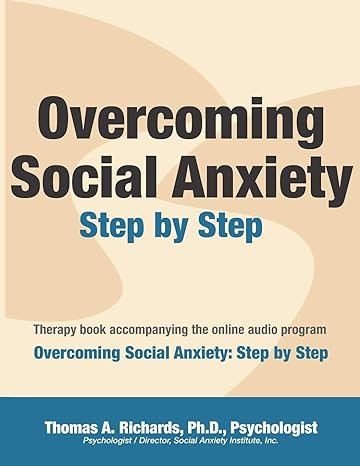 Overcoming
Social Anxiety
Step by Step
Therapy book accompanying the online audio program
Overcoming Social Anxiety: Step by Step
Thomas A. Richards, Ph.D., Psychologist
Psychologist / Director, Social Anxiety Institute, Inc.